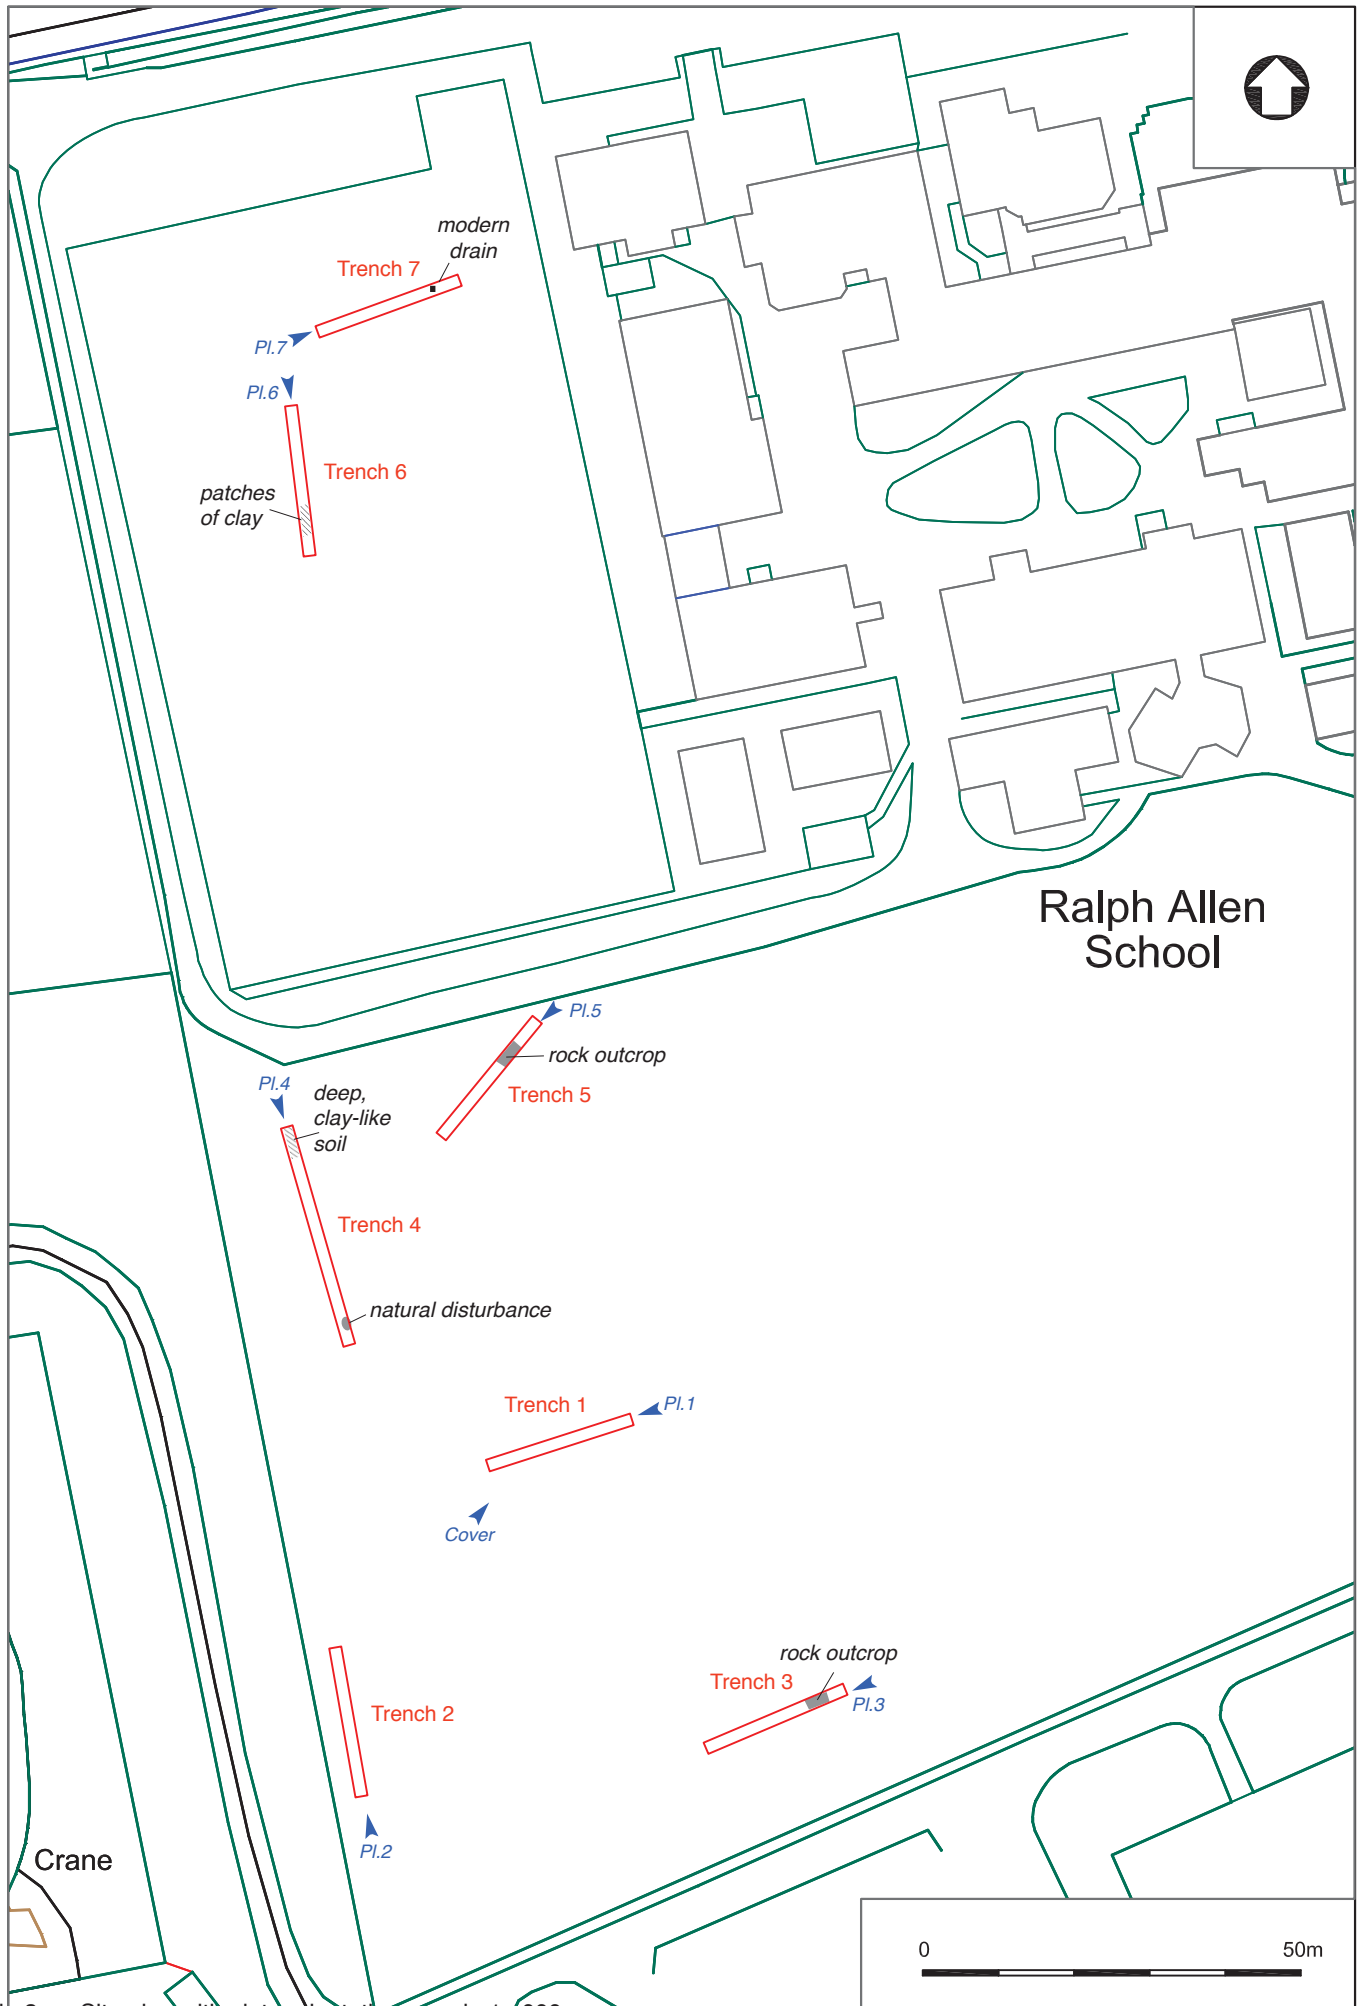 modern
drain
Trench 7
Pl.7
Pl.6
Trench 6
patches
of clay
Ralph Allen
School
Pl.5
rock outcrop
Trench 5
Pl.4
deep,
clay-like
soil
Trench 4
natural disturbance
Trench 1
Pl.1
Cover
rock outcrop
Trench 3
Pl.3
Trench 2
Pl.2
Crane
0 50m